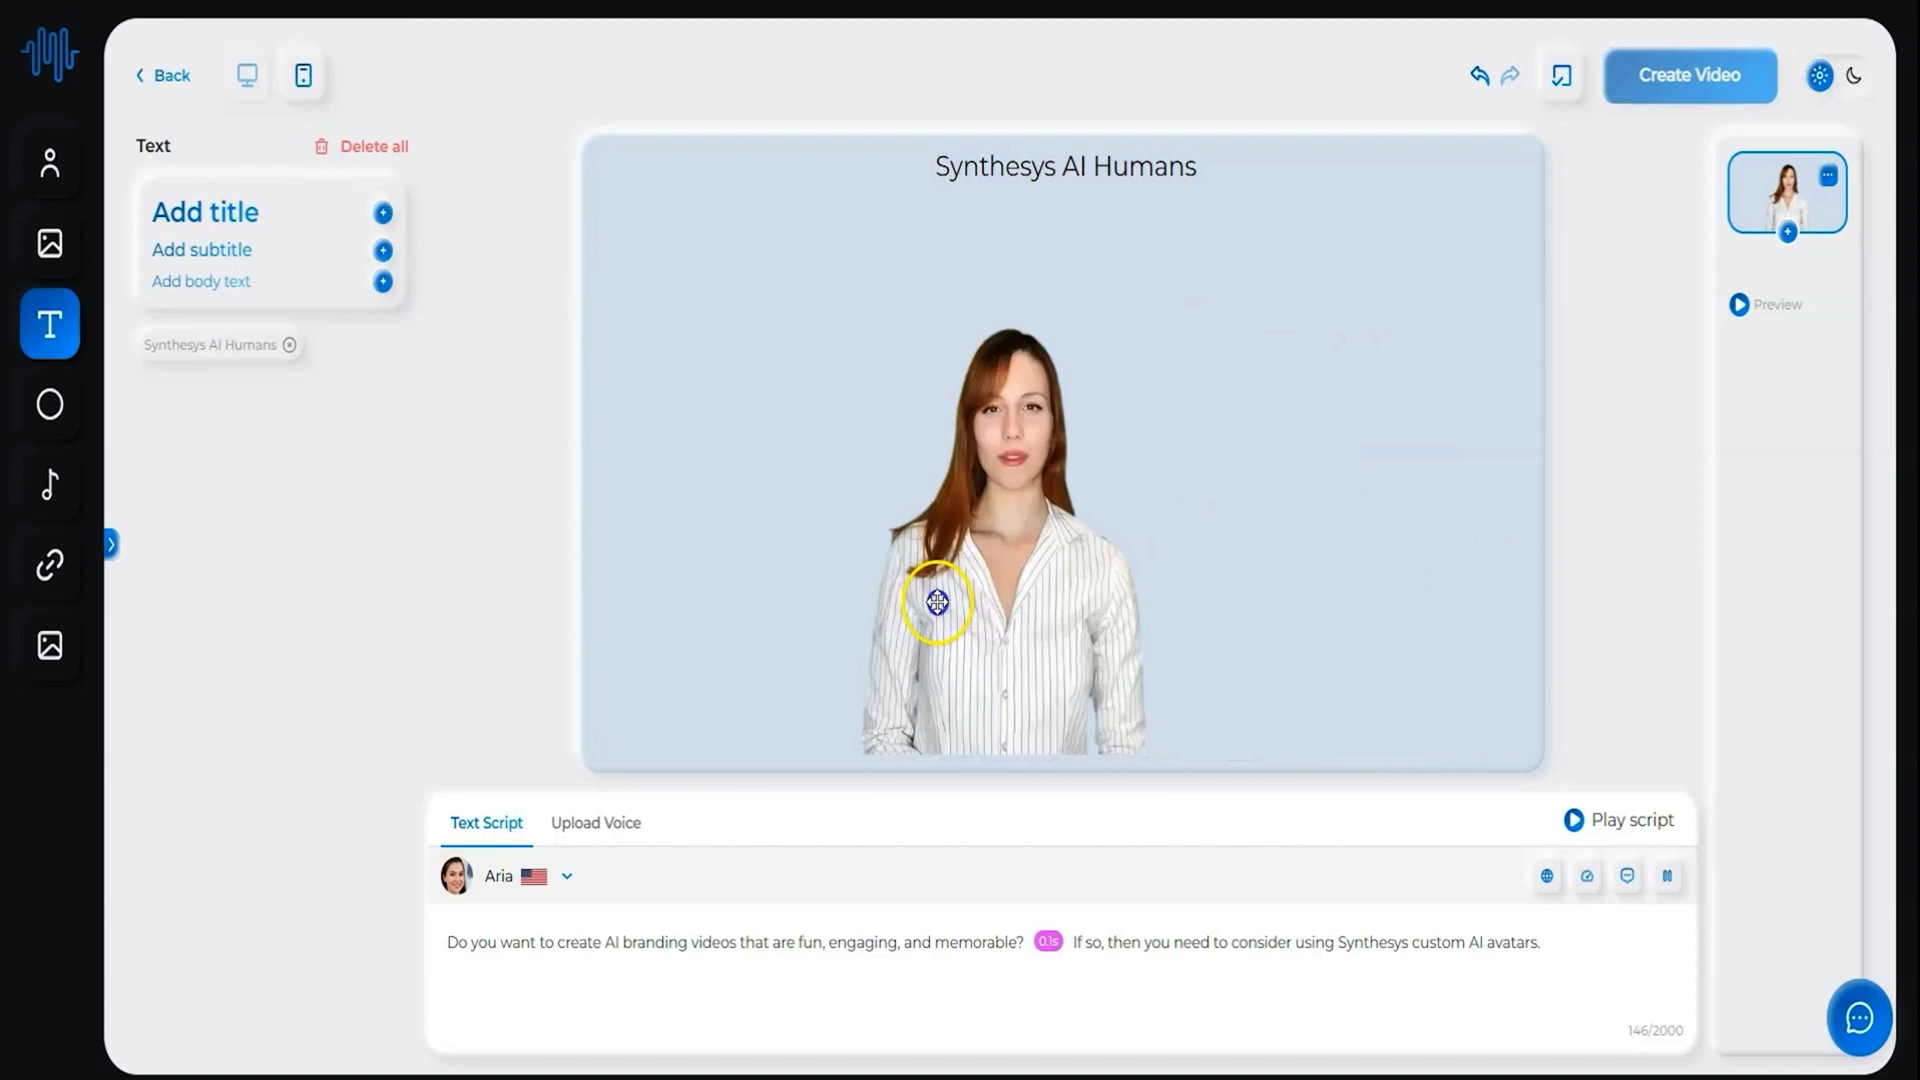 Back
Create Video
Text
Delete all
Add title
Add subtitle
Add body text
Synthesys AI Humans
Synthesys AI Humans
Preview
Text Script
Upload Voice
Play script
Aria
Do you want to create AI branding videos that are fun, engaging, and memorable? 0.1s If so, then you need to consider using Synthesys custom AI avatars.
146/2000